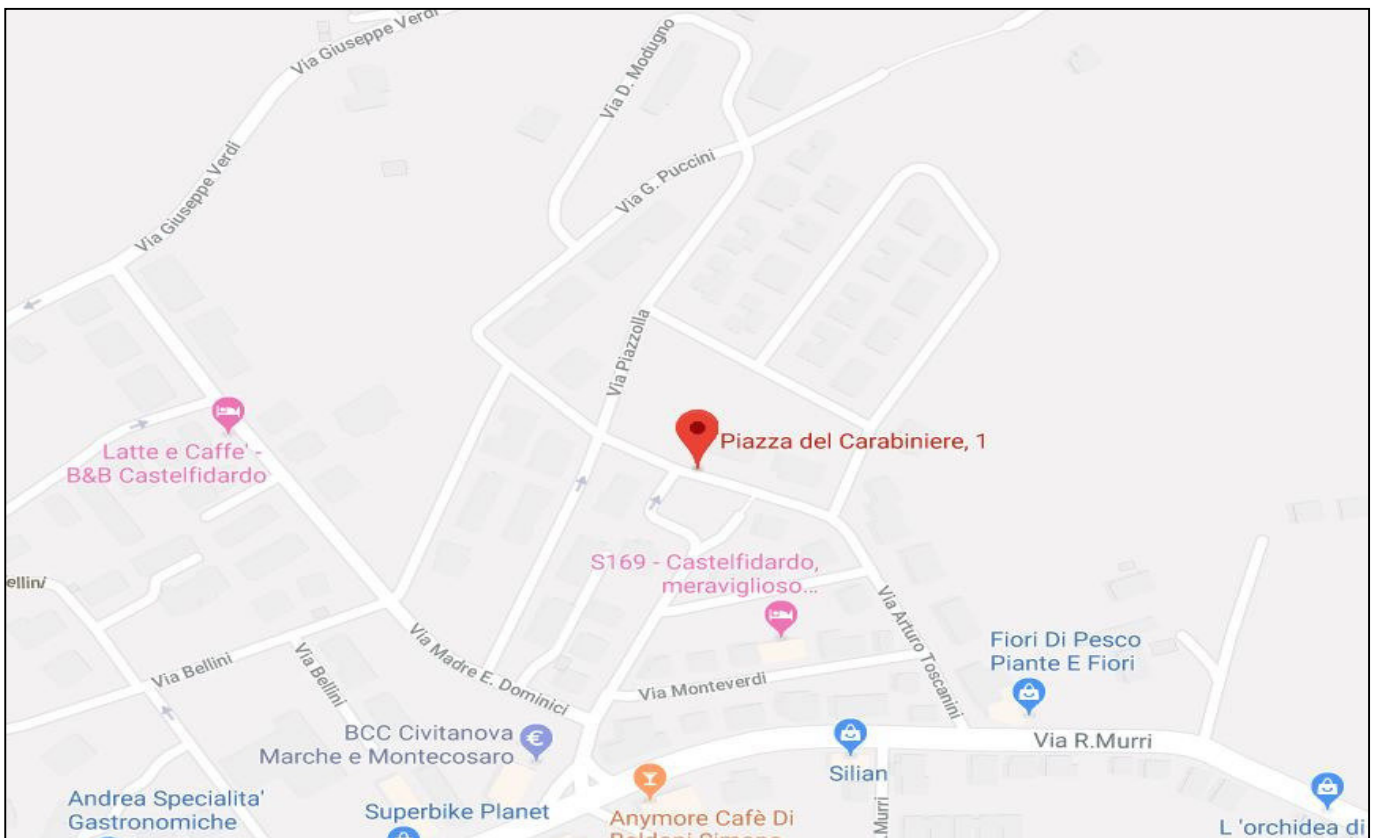 Via Giuseppe Verdi
Via D. Modugno
Via Giuseppe Verdi
Via G. Puccini
Via Piazzolla
Latte e Caffe' -
B&B Castelfidardo
Piazza del Carabiniere, 1
S169 - Castelfidardo,
meraviglioso...
ellini
Via Arturo Toscanini
Via Madre E. Dominici
Via Bellini
Via Bellini
Via Monteverdi
Fiori Di Pesco
Piante E Fiori
BCC Civitanova
Marche e Montecosaro
Via R.Murri
Silian
Andrea Specialita'
Gastronomiche
Superbike Planet
Anymore Cafè Di
Baldoni Simone
.Murri
L 'orchidea di